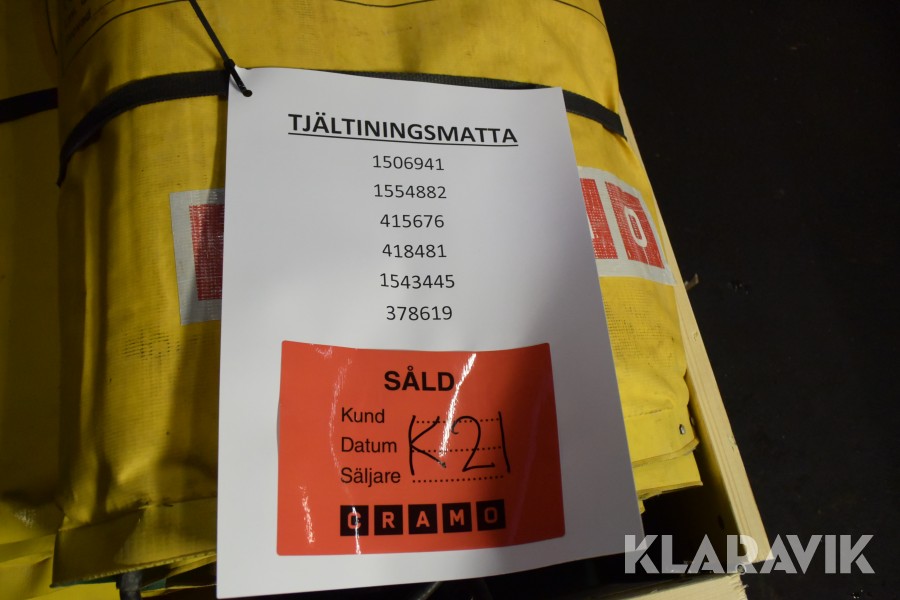 TJÄLTININGSMATTA
1506941
1554882
415676
418481
1543445
378619
SÅLD
Kund
Datum
Säljare
K21
CRAMO
KLARAVIK